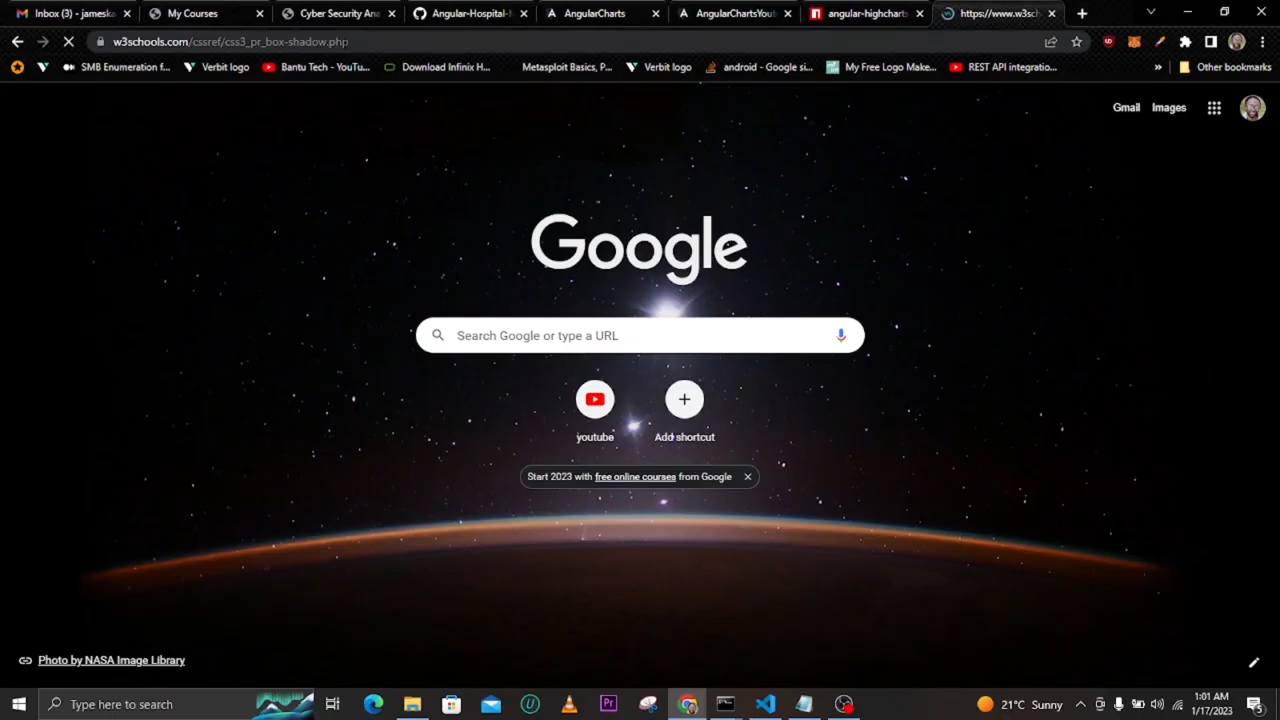 Inbox (3) - jameska
My Courses
Cyber Security Ana
Angular-Hospital-
AngularCharts
AngularChartsYout
angular-highcharts
https://www.w3sch
w3schools.com/cssref/css3_pr_box-shadow.php
SMB Enumeration f...
Verbit logo
Bantu Tech - YouTu...
Download Infinix H...
Metasploit Basics, P...
Verbit logo
android - Google si...
My Free Logo Make...
REST API integratio...
»
Other bookmarks
Gmail
Images
Google
Search Google or type a URL
youtube
Add shortcut
Start 2023 with free online courses from Google
Photo by NASA Image Library
Type here to search
Pr
21°C Sunny
1:01 AM
1/17/2023